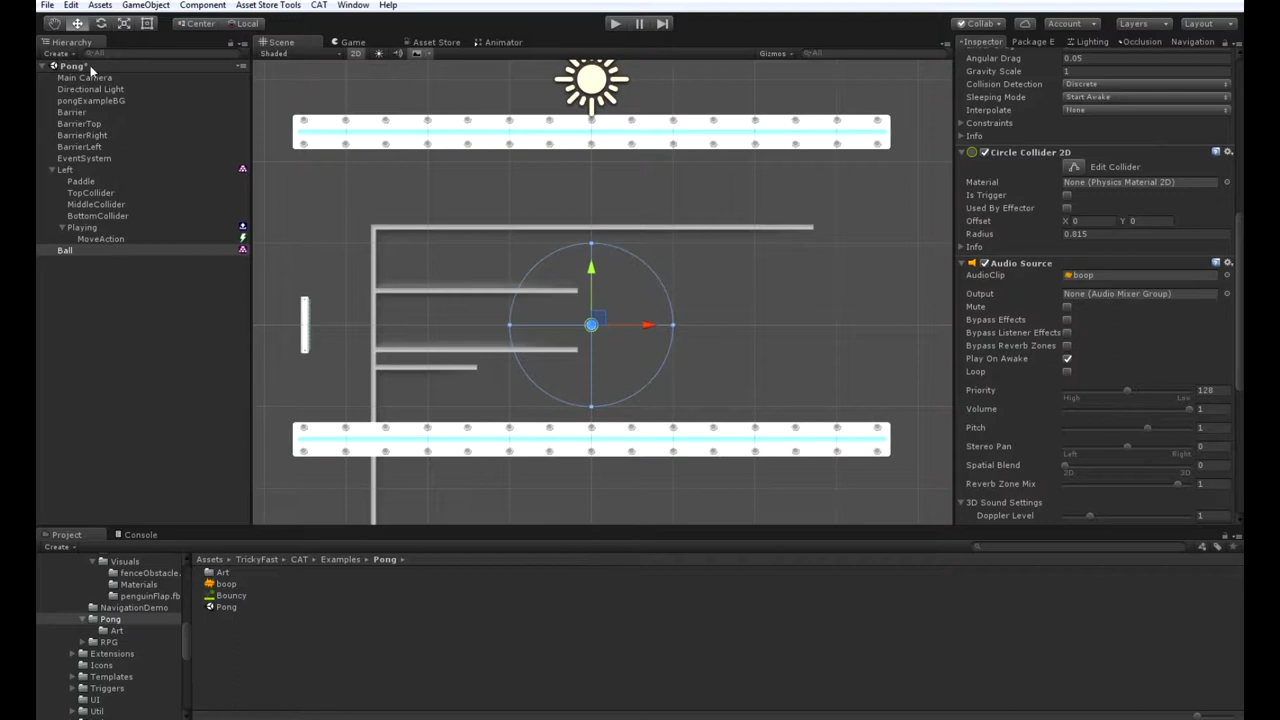 File Edit Assets GameObject Component Asset Store Tools CAT Window Help
Center Local Collab Account Layers Layout
Hierarchy
Create All
Pong*
Main Camera
Directional Light
pongExampleBG
Barrier
BarrierTop
BarrierRight
BarrierLeft
EventSystem
Left
Paddle
TopCollider
MiddleCollider
BottomCollider
Playing
MoveAction
Ball
Scene Game Asset Store Animator
Shaded 2D Gizmos All
Inspector Package E Lighting Occlusion Navigation
Angular Drag 0.05
Gravity Scale 1
Collision Detection Discrete
Sleeping Mode Start Awake
Interpolate None
Constraints
Info
Circle Collider 2D
Edit Collider
Material None (Physics Material 2D)
Is Trigger
Used By Effector
Offset X 0 Y 0
Radius 0.815
Info
Audio Source
AudioClip boop
Output None (Audio Mixer Group)
Mute
Bypass Effects
Bypass Listener Effects
Bypass Reverb Zones
Play On Awake
Loop
Priority 128
High Low
Volume 1
Pitch 1
Stereo Pan 0
Left Right
Spatial Blend 0
2D 3D
Reverb Zone Mix 1
3D Sound Settings
Doppler Level 1
Project Console
Create
Visuals
fenceObstacle.
Materials
penguinFlap.fb
NavigationDemo
Pong
Art
RPG
Extensions
Icons
Templates
Triggers
UI
Util
Assets TrickyFast CAT Examples Pong
Art
boop
Bouncy
Pong